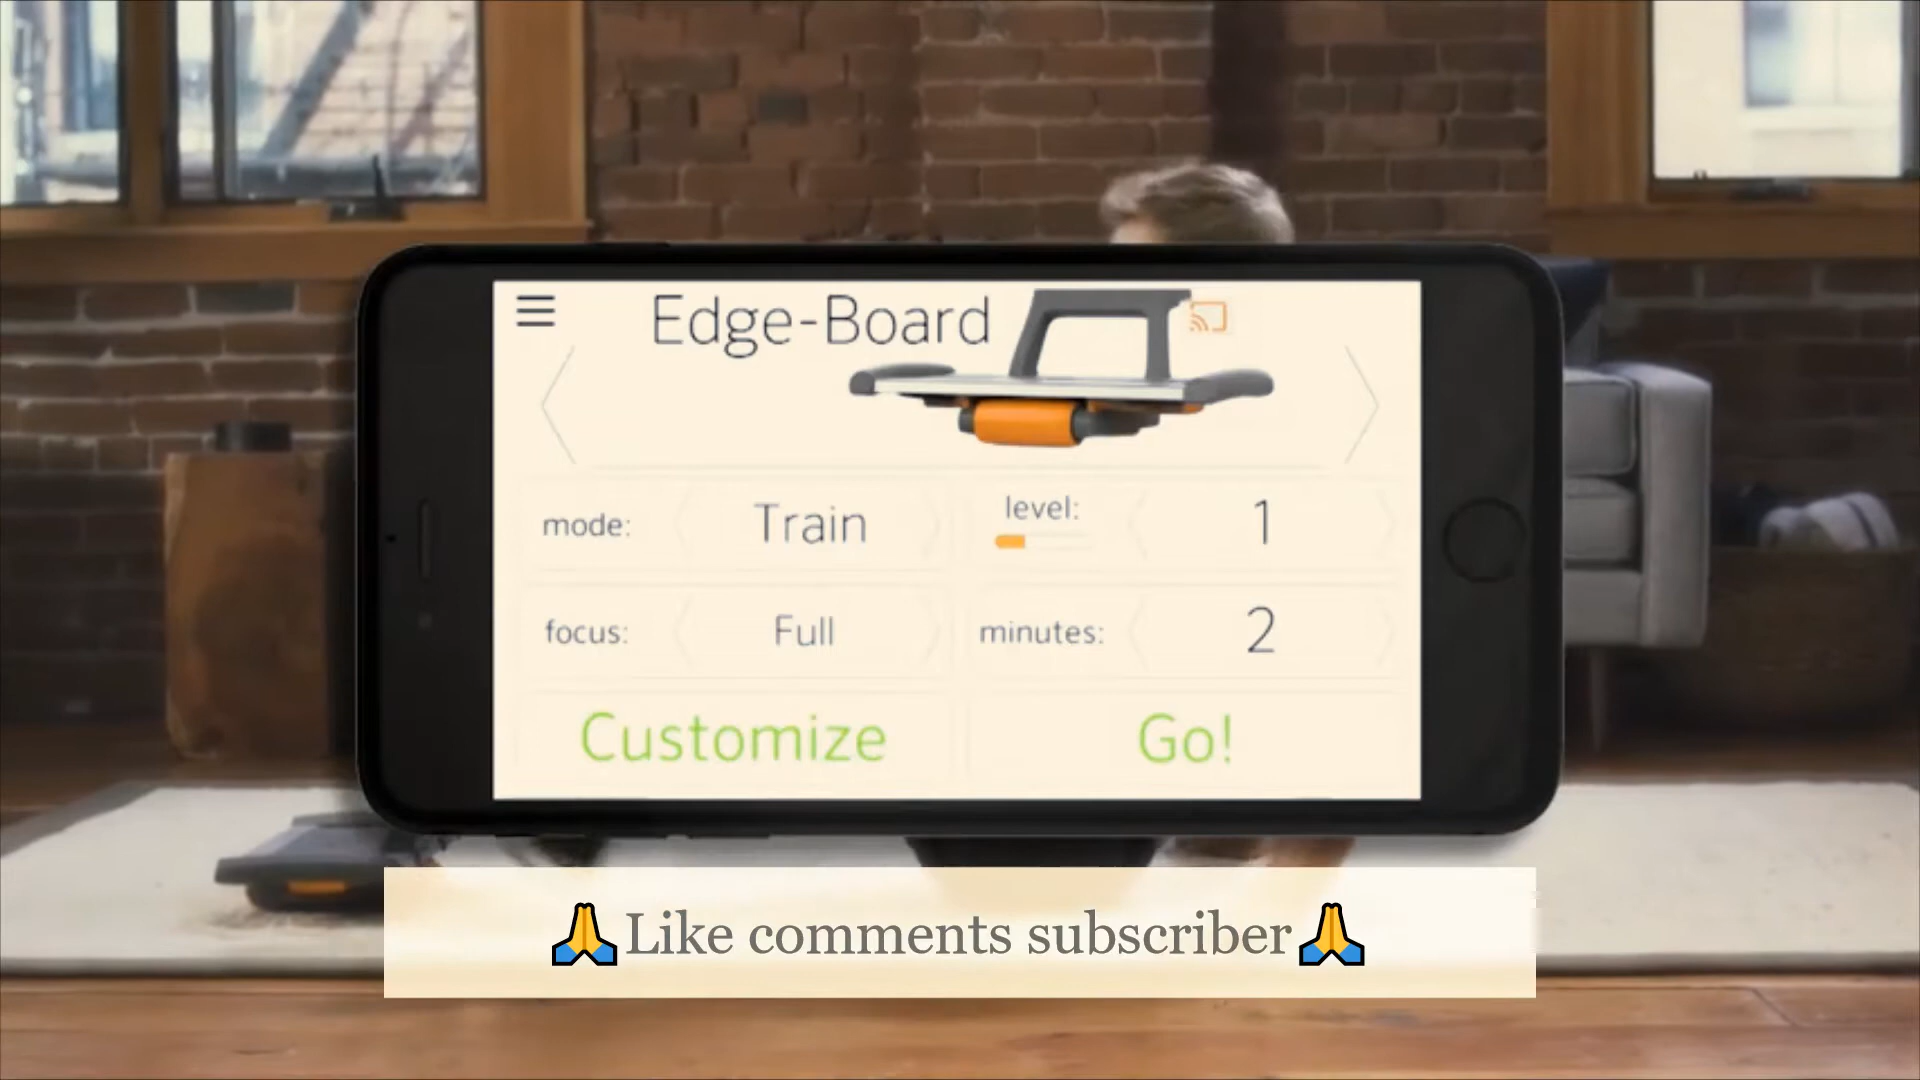 Edge-Board
mode: Train
level: 1
focus: Full
minutes: 2
Customize
Go!
🙏Like comments subscriber🙏